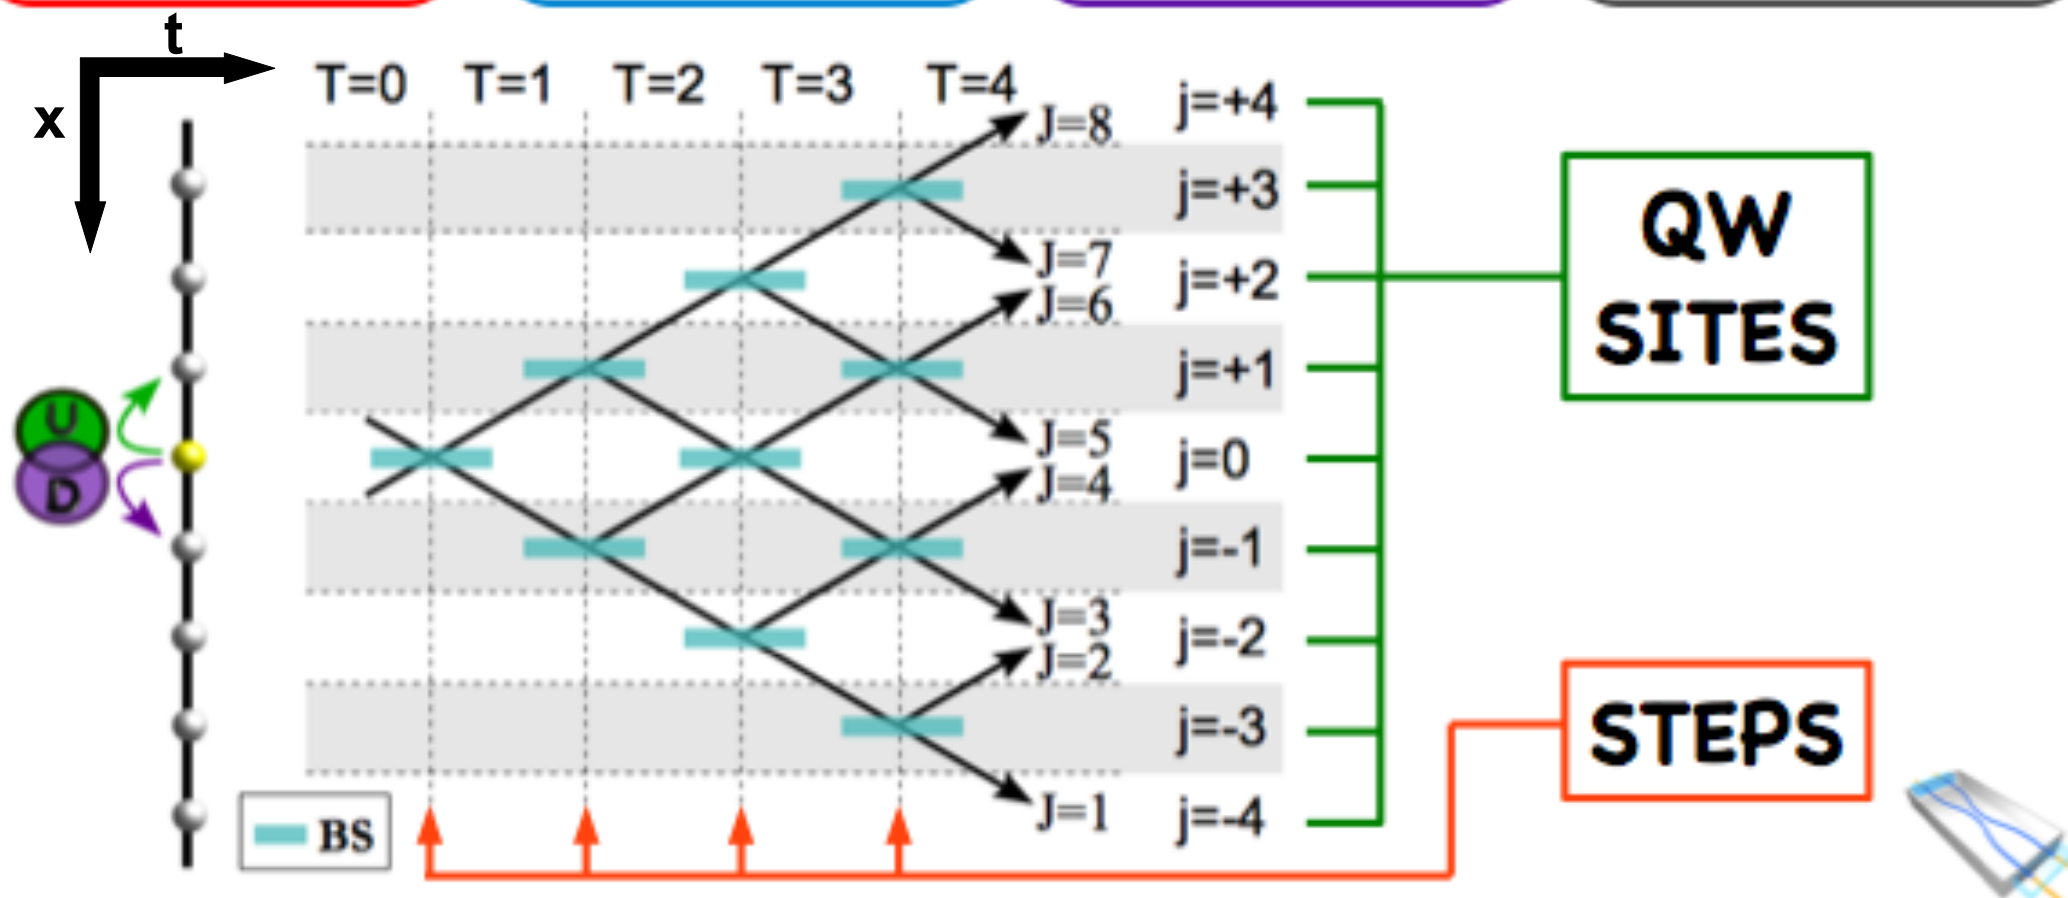 t
x
T=0 T=1 T=2 T=3 T=4
J=8
J=7
J=6
J=5
J=4
J=3
J=2
J=1
j=+4
j=+3
j=+2
j=+1
j=0
j=-1
j=-2
j=-3
j=-4
U
D
BS
QW
SITES
STEPS